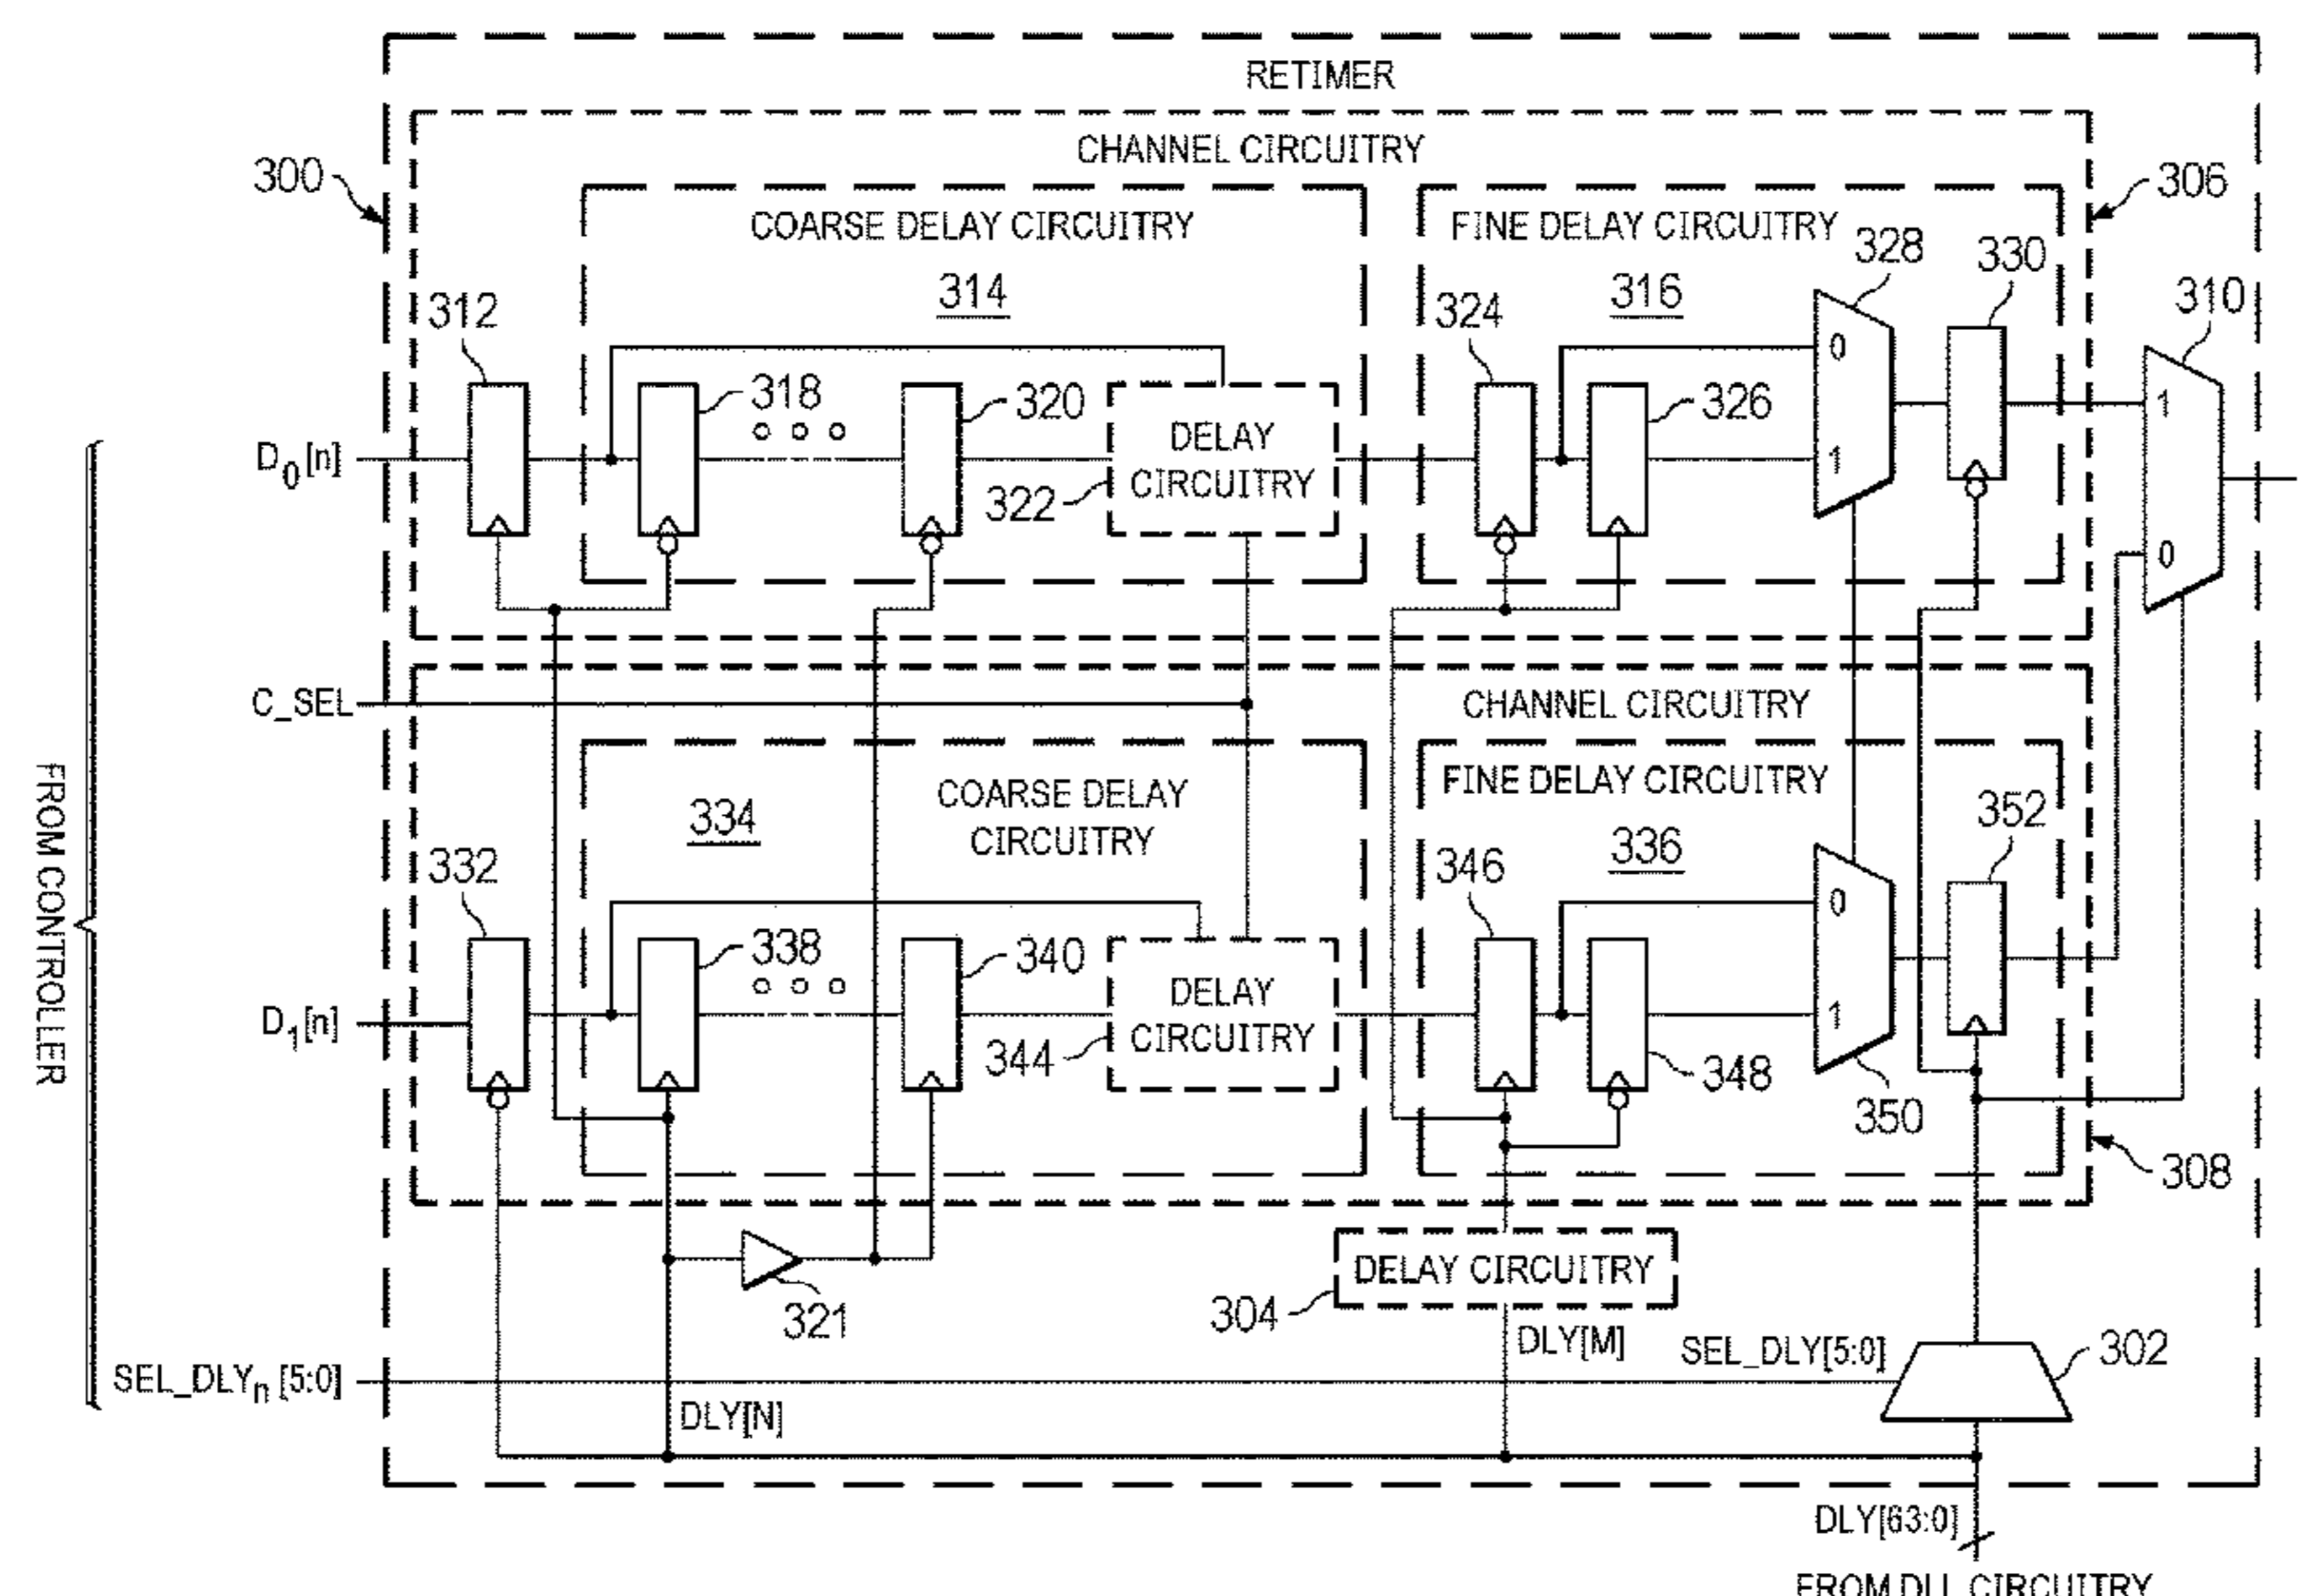 RETIMER
CHANNEL CIRCUITRY
300
306
COARSE DELAY CIRCUITRY
FINE DELAY CIRCUITRY
328
330
314
316
312
324
310
318
320
326
0
1
DELAY
CIRCUITRY
322
D0[n]
1
0
C_SEL
CHANNEL CIRCUITRY
FROM CONTROLLER
334
COARSE DELAY
CIRCUITRY
FINE DELAY CIRCUITRY
352
332
346
336
338
340
348
0
1
DELAY
CIRCUITRY
344
D1[n]
350
308
321
DELAY CIRCUITRY
304
DLY[M]
SEL_DLY[5:0]
302
SEL_DLYn [5:0]
DLY[N]
DLY[63:0]
FROM DLL CIRCUITRY